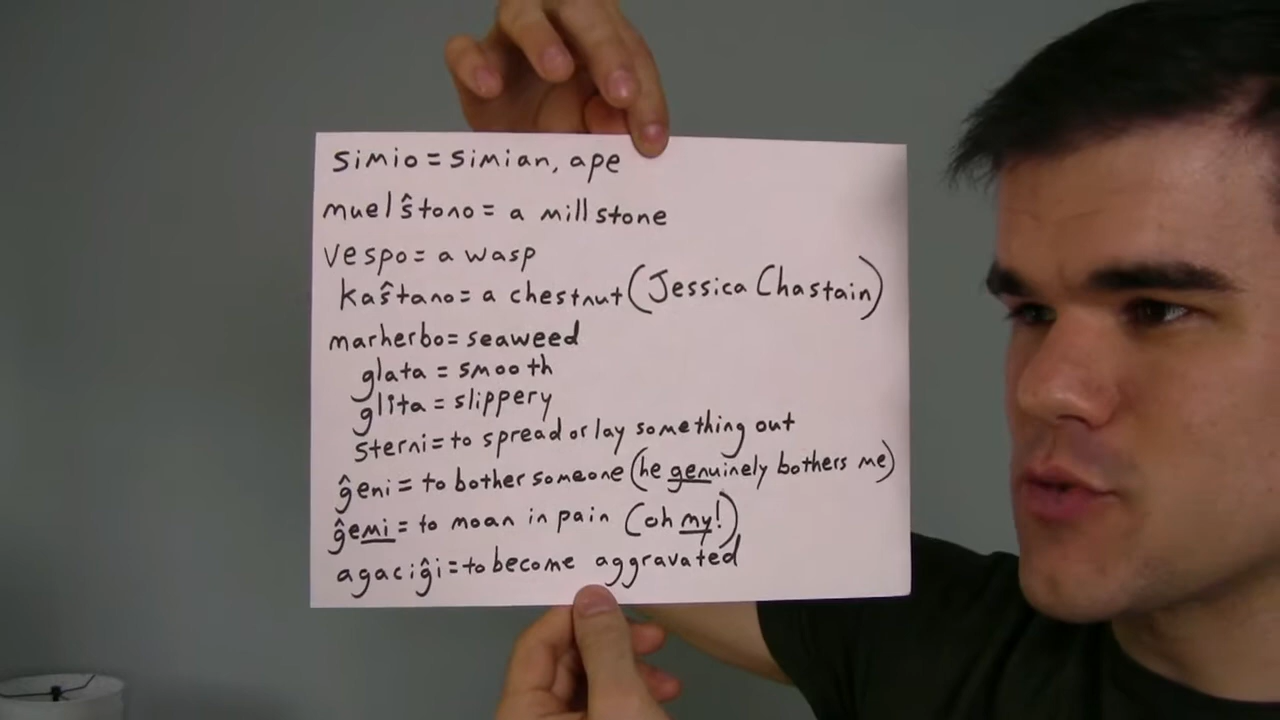 simio = simian, ape
muelŝtono = a millstone
vespo = a wasp
kaŝtano = a chestnut (Jessica Chastain)
marherbo = seaweed
glata = smooth
glita = slippery
sterni = to spread or lay something out
ĝeni = to bother someone (he genuinely bothers me)
ĝemi = to moan in pain (oh my!)
agaciĝi = to become aggravated